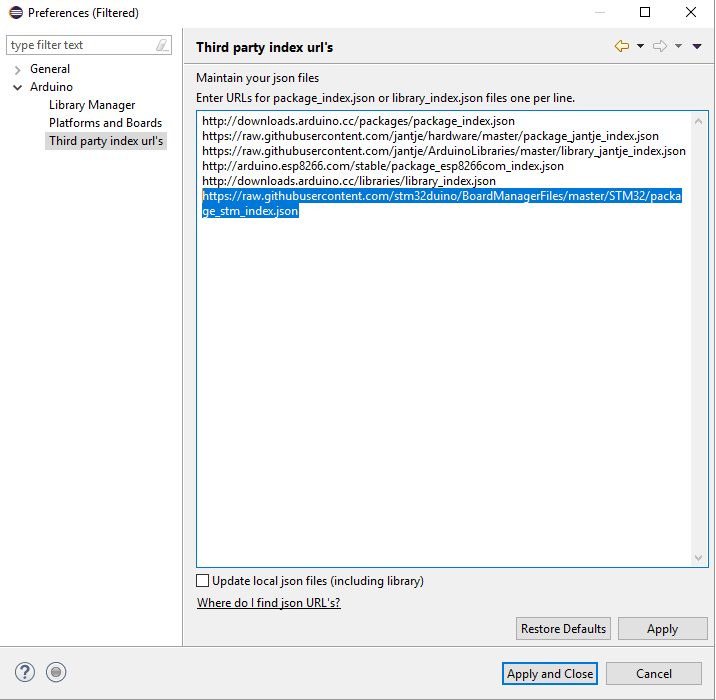 Preferences (Filtered)
type filter text
General
Arduino
Library Manager
Platforms and Boards
Third party index url's
Third party index url's
Maintain your json files
Enter URLs for package_index.json or library_index.json files one per line.
http://downloads.arduino.cc/packages/package_index.json
https://raw.githubusercontent.com/jantje/hardware/master/package_jantje_index.json
https://raw.githubusercontent.com/jantje/ArduinoLibraries/master/library_jantje_index.json
http://arduino.esp8266.com/stable/package_esp8266com_index.json
http://downloads.arduino.cc/libraries/library_index.json
https://raw.githubusercontent.com/stm32duino/BoardManagerFiles/master/STM32/packa
ge_stm_index.json
Update local json files (including library)
Where do I find json URL's?
Restore Defaults
Apply
?
Apply and Close
Cancel